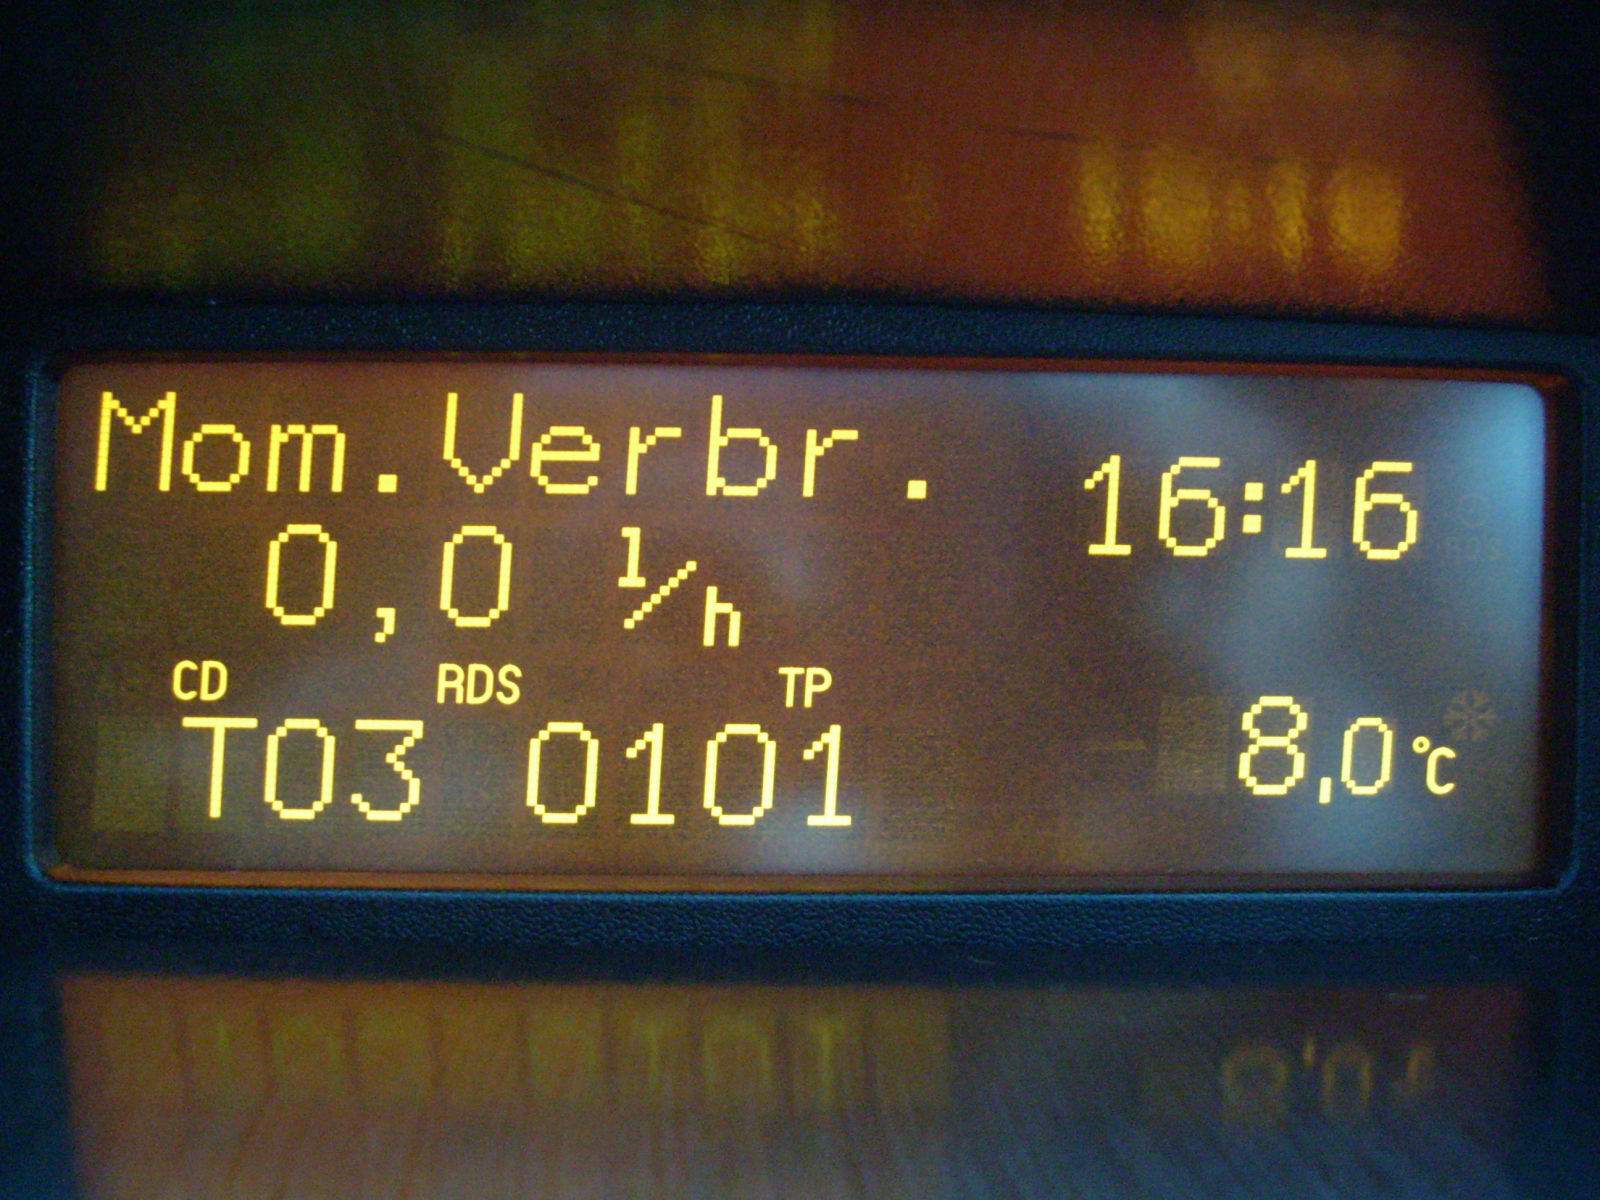 Mom.Verbr.
16:16
0,0 l/h
CD RDS TP
T03 0101
8,0 °C